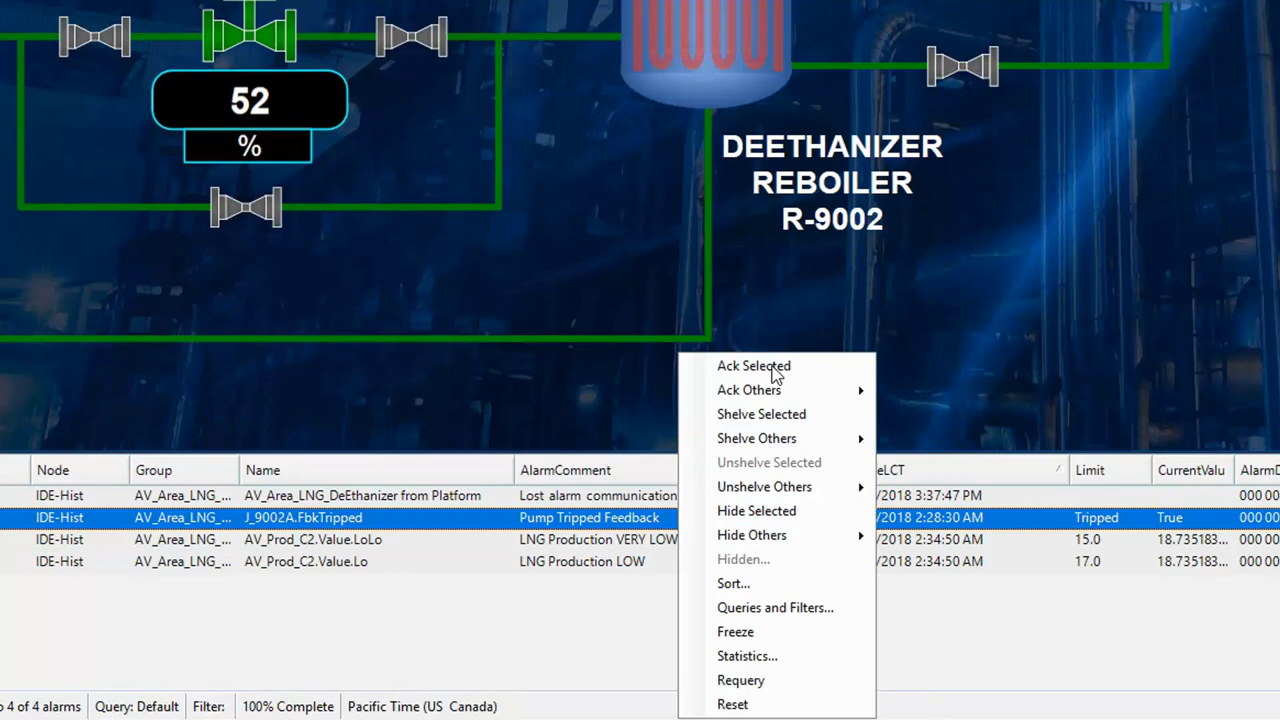 52
%
DEETHANIZER
REBOILER
R-9002
Ack Selected
Ack Others
Shelve Selected
Shelve Others
Unshelve Selected
Unshelve Others
Hide Selected
Hide Others
Hidden...
Sort...
Queries and Filters...
Freeze
Statistics...
Requery
Reset
Node Group Name AlarmComment eLCT Limit CurrentValu AlarmD
IDE-Hist AV_Area_LNG_... AV_Area_LNG_DeEthanizer from Platform Lost alarm communication /2018 3:37:47 PM 000 00
IDE-Hist AV_Area_LNG_... J_9002A.FbkTripped Pump Tripped Feedback /2018 2:28:30 AM Tripped True 000 00
IDE-Hist AV_Area_LNG_... AV_Prod_C2.Value.LoLo LNG Production VERY LOW /2018 2:34:50 AM 15.0 18.735183... 000 00
IDE-Hist AV_Area_LNG_... AV_Prod_C2.Value.Lo LNG Production LOW /2018 2:34:50 AM 17.0 18.735183... 000 00
o 4 of 4 alarms Query: Default Filter: 100% Complete Pacific Time (US Canada)